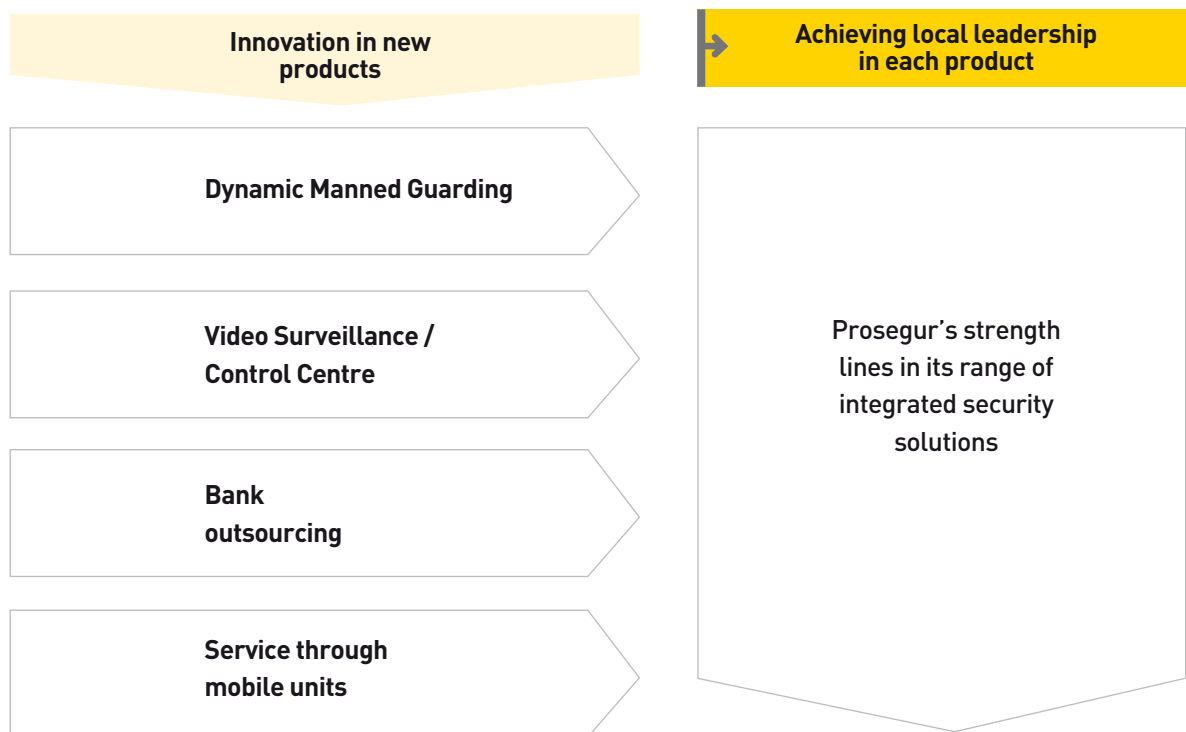 Innovation in new
products
Achieving local leadership
in each product
Dynamic Manned Guarding
Video Surveillance /
Control Centre
Bank
outsourcing
Service through
mobile units
Prosegur’s strength
lines in its range of
integrated security
solutions